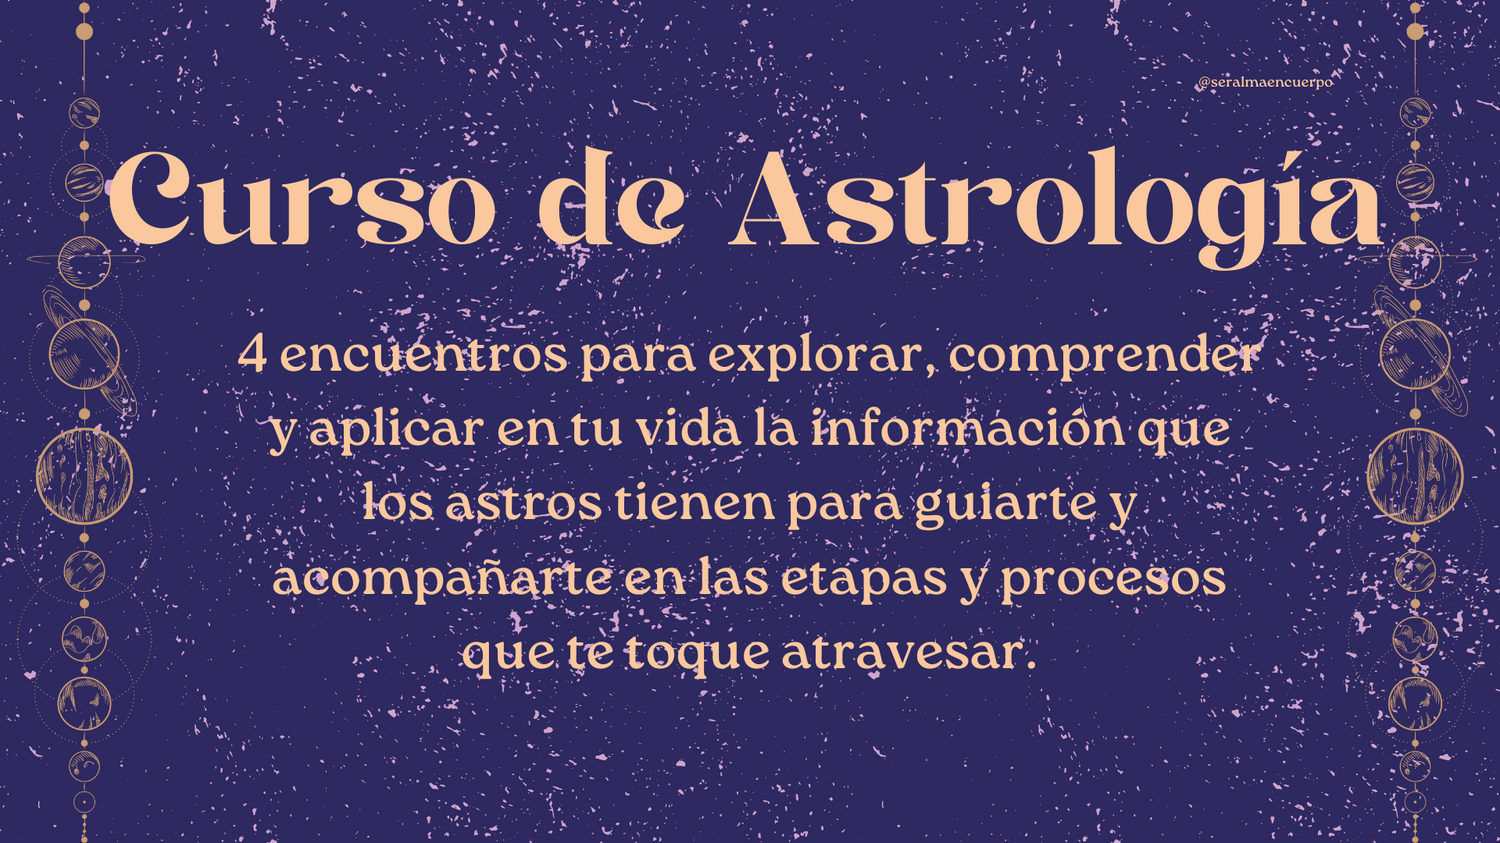 @seralmaencuerpo
Curso de Astrología
4 encuentros para explorar, comprender
y aplicar en tu vida la información que
los astros tienen para guiarte y
acompañarte en las etapas y procesos
que te toque atravesar.